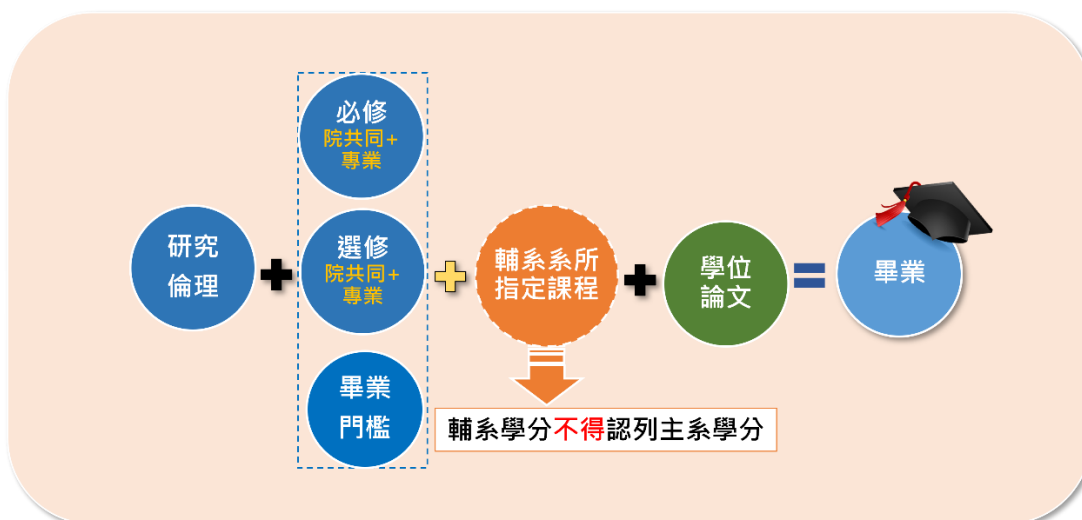 研究
倫理
必修
院共同+
專業
選修
院共同+
專業
畢業
門檻
輔系系所
指定課程
學位
論文
畢業
輔系學分不得認列主系學分